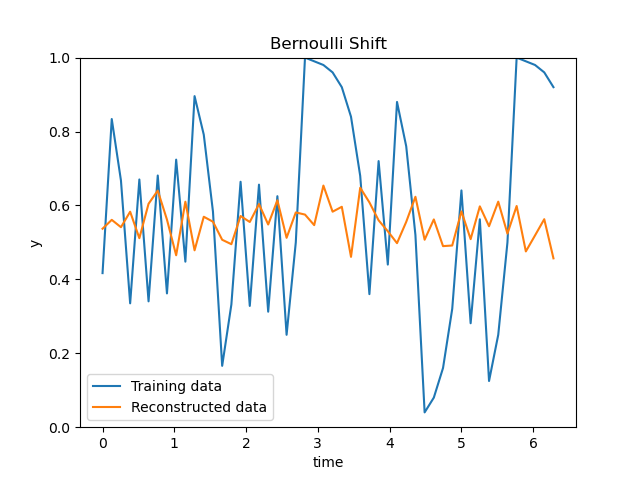 Bernoulli Shift
1.0
0.8
0.6
0.4
0.2
0.0
y
Training data
Reconstructed data
0 1 2 3 4 5 6
time